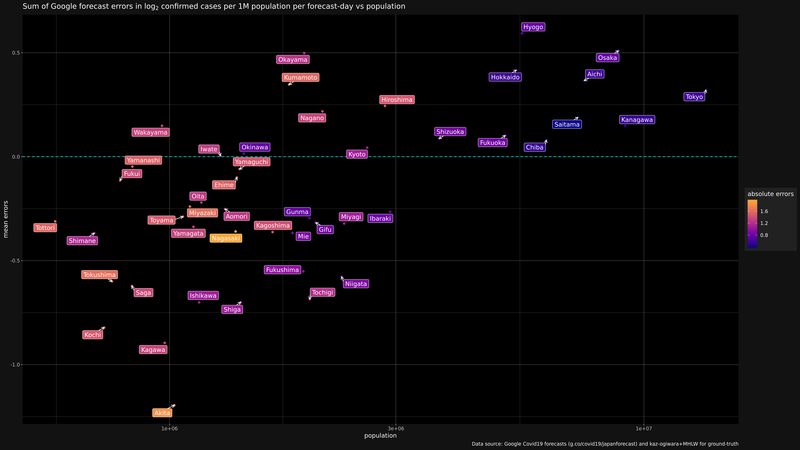 Sum of Google forecast errors in log2 confirmed cases per 1M population per forecast-day vs population
Hyogo
0.5
Okayama
Osaka
Kumamoto
Hokkaido
Aichi
Hiroshima
Tokyo
Nagano
Saitama
Kanagawa
Wakayama
Shizuoka
Fukuoka
Iwate
Okinawa
Chiba
Kyoto
0.0
Yamanashi
Yamaguchi
Fukui
Ehime
absolute errors
Oita
1.6
1.2
0.8
mean errors
Miyazaki
Gunma
Toyama
Aomori
Miyagi
Ibaraki
Tottori
Kagoshima
Gifu
Shimane
Yamagata
Nagasaki
Mie
-0.5
Tokushima
Fukushima
Niigata
Saga
Ishikawa
Tochigi
Shiga
Kochi
Kagawa
-1.0
Akita
1e+06
3e+06
1e+07
population
Data source: Google Covid19 forecasts (g.co/covid19/japanforecast) and kaz-ogiwara+MHLW for ground-truth